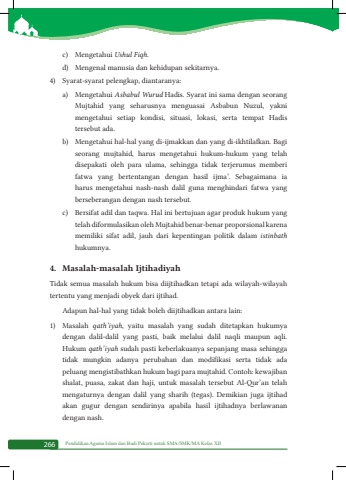 c) Mengetahui Ushul Fiqh.
d) Mengenal manusia dan kehidupan sekitarnya.
4) Syarat-syarat pelengkap, diantaranya:
a) Mengetahui Asbabul Wurud Hadis. Syarat ini sama dengan seorang
Mujtahid yang seharusnya menguasai Asbabun Nuzul, yakni
mengetahui setiap kondisi, situasi, lokasi, serta tempat Hadis
tersebut ada.
b) Mengetahui hal-hal yang di-ijmakkan dan yang di-ikhtilafkan. Bagi
seorang mujtahid, harus mengetahui hukum-hukum yang telah
disepakati oleh para ulama, sehingga tidak terjerumus memberi
fatwa yang bertentangan dengan hasil ijma'. Sebagaimana ia
harus mengetahui nash-nash dalil guna menghindari fatwa yang
berseberangan dengan nash tersebut.
c) Bersifat adil dan taqwa. Hal ini bertujuan agar produk hukum yang
telah diformulasikan oleh Mujtahid benar-benar proporsional karena
memiliki sifat adil, jauh dari kepentingan politik dalam istinbath
hukumnya.
4. Masalah-masalah Ijtihadiyah
Tidak semua masalah hukum bisa diijtihadkan tetapi ada wilayah-wilayah
tertentu yang menjadi obyek dari ijtihad.
Adapun hal-hal yang tidak boleh diijtihadkan antara lain:
1) Masalah qath'iyah, yaitu masalah yang sudah ditetapkan hukumya
dengan dalil-dalil yang pasti, baik melalui dalil naqli maupun aqli.
Hukum qath'iyah sudah pasti keberlakuanya sepanjang masa sehingga
tidak mungkin adanya perubahan dan modifikasi serta tidak ada
peluang mengistibathkan hukum bagi para mujtahid. Contoh: kewajiban
shalat, puasa, zakat dan haji, untuk masalah tersebut Al-Qur'an telah
mengaturnya dengan dalil yang sharih (tegas). Demikian juga ijtihad
akan gugur dengan sendirinya apabila hasil ijtihadnya berlawanan
dengan nash.
266 Pendidikan Agama Islam dan Budi Pekerti untuk SMA/SMK/MA Kelas XII